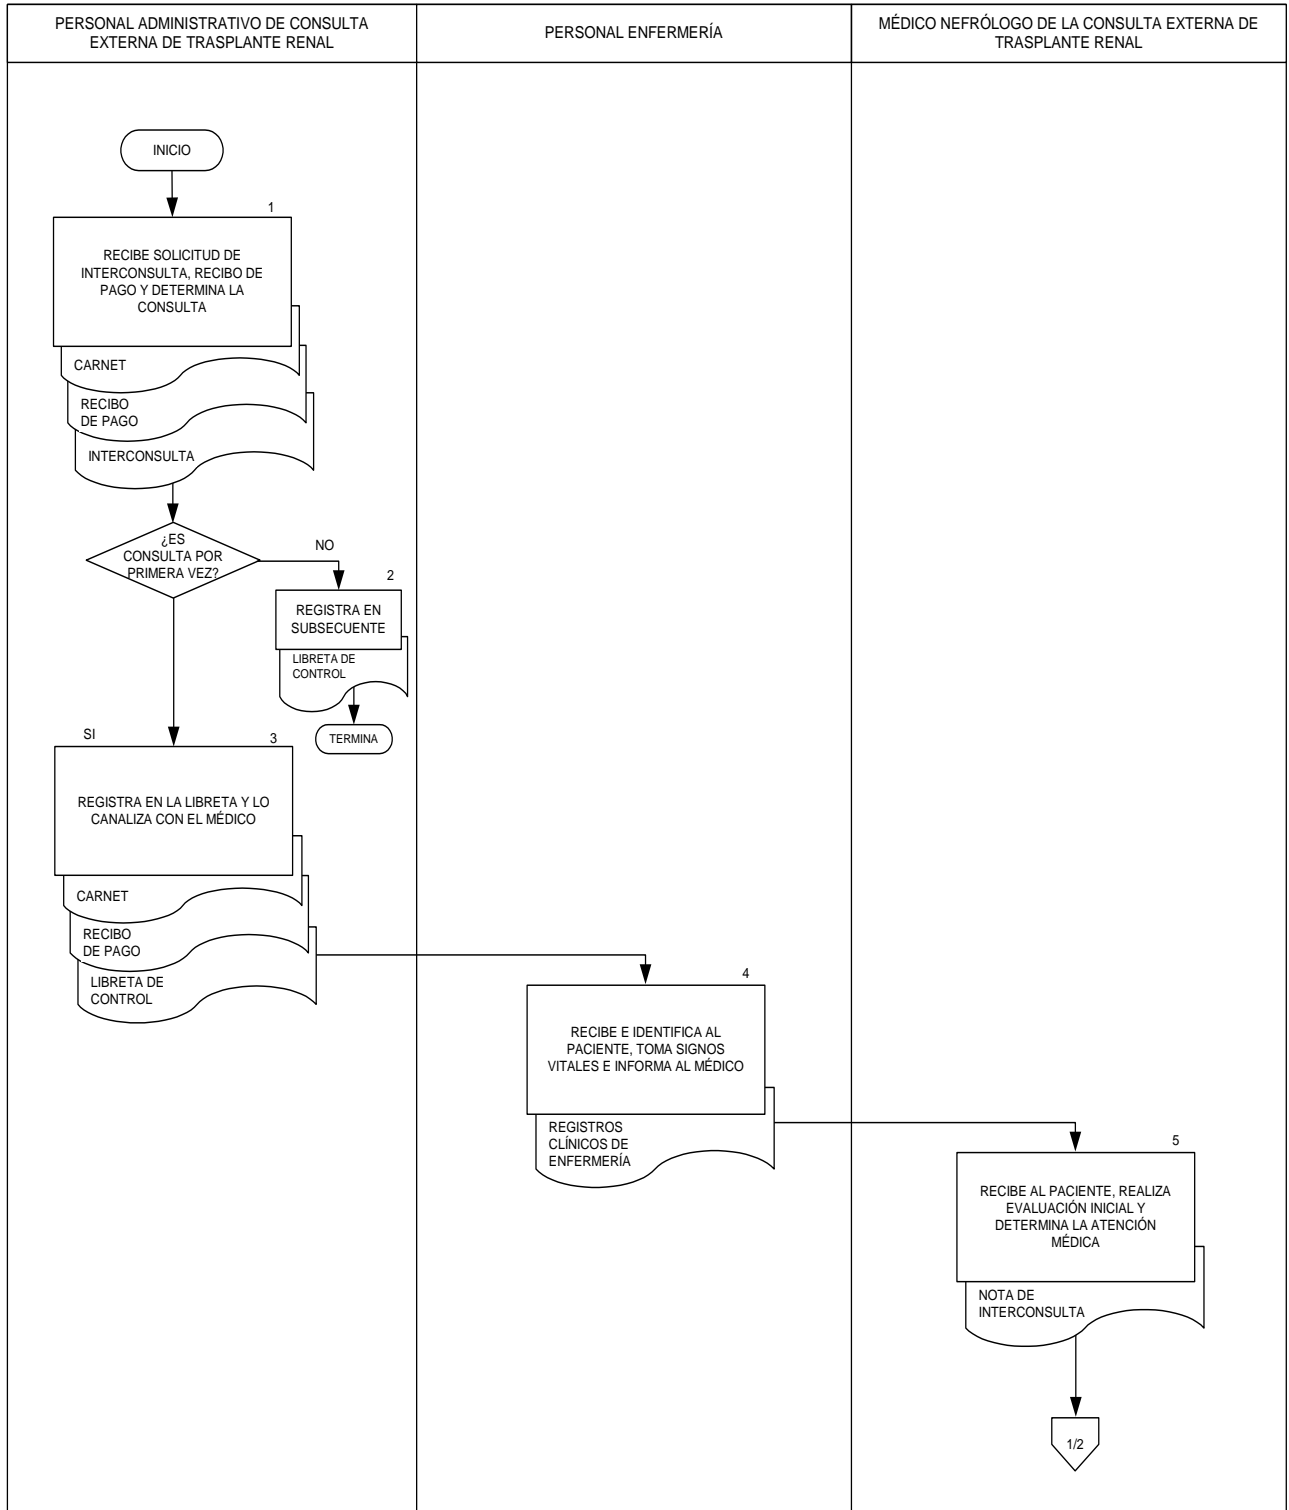 PERSONAL ADMINISTRATIVO DE CONSULTA
EXTERNA DE TRASPLANTE RENAL
PERSONAL ENFERMERÍA
MÉDICO NEFRÓLOGO DE LA CONSULTA EXTERNA DE
TRASPLANTE RENAL
INICIO
1
RECIBE SOLICITUD DE
INTERCONSULTA, RECIBO DE
PAGO Y DETERMINA LA
CONSULTA
CARNET
RECIBO
DE PAGO
INTERCONSULTA
¿ES
CONSULTA POR
PRIMERA VEZ?
NO
2
REGISTRA EN
SUBSECUENTE
LIBRETA DE
CONTROL
TERMINA
SI
3
REGISTRA EN LA LIBRETA Y LO
CANALIZA CON EL MÉDICO
CARNET
RECIBO
DE PAGO
LIBRETA DE
CONTROL
4
RECIBE E IDENTIFICA AL
PACIENTE, TOMA SIGNOS
VITALES E INFORMA AL MÉDICO
REGISTROS
CLÍNICOS DE
ENFERMERÍA
5
RECIBE AL PACIENTE, REALIZA
EVALUACIÓN INICIAL Y
DETERMINA LA ATENCIÓN
MÉDICA
NOTA DE
INTERCONSULTA
1/2